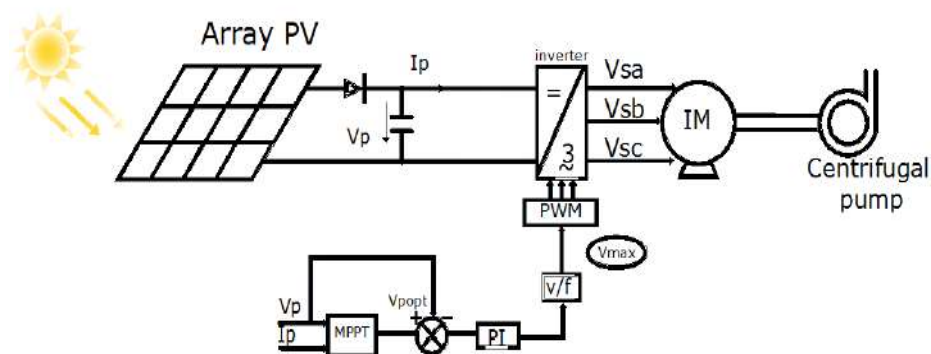 Array PV
inverter
Ip
Vsa
=
Vp
Vsb
IM
3
~
Vsc
Centrifugal
pump
PWM
Vmax
v/f
Vp
Vpopt
+
−
Ip
MPPT
PI